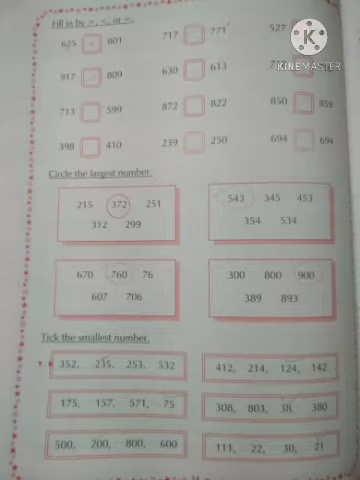 Fill in by >, <, or =.
625 < 801 717 771 527
KINEMASTER
917 809 630 613
713 599 872 822 850 859
398 410 239 250 694 694
Circle the largest number.
215 372 251 543 345 453
312 299 354 534
670 760 76 300 800 900
607 706 389 893
Tick the smallest number.
352, 235, 253, 532 412, 214, 124, 142
175, 157, 571, 75 308, 803, 38, 380
500, 200, 800, 600 111, 22, 30, 21